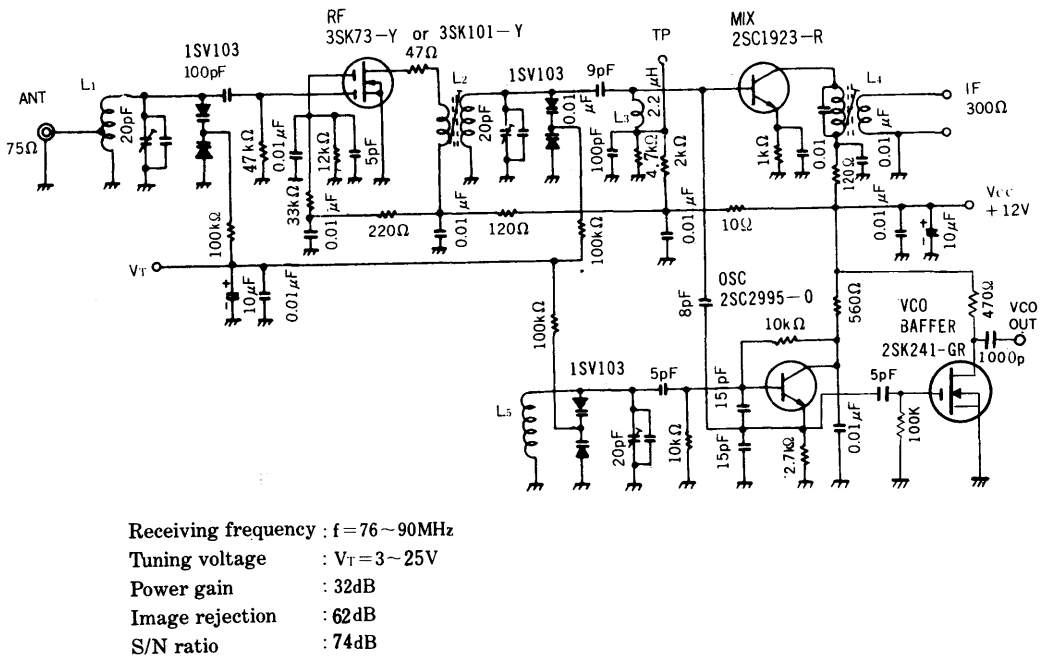 RF
3SK73-Y or 3SK101-Y
47Ω
TP
MIX
2SC1923-R
1SV103
100pF
L1
ANT
75Ω
20pF
47kΩ
0.01μF
12kΩ
5pF
33kΩ
L2
20pF
1SV103
0.01μF
9pF
2.2μH
L3
100pF
4.7kΩ
2kΩ
1kΩ
0.01
L4
120Ω
0.01μF
IF
300Ω
100kΩ
0.01μF
220Ω
0.01μF
120Ω
100kΩ
0.01μF
10Ω
0.01μF
10μF
+
-
Vcc
+12V
VT
+
-
10μF
0.01μF
100kΩ
8pF
OSC
2SC2995-O
10kΩ
560Ω
470Ω
VCO
BAFFER
2SK241-GR
VCO
OUT
1000p
1SV103
L5
20pF
5pF
10kΩ
15pF
15pF
2.7kΩ
0.01μF
5pF
100K
Receiving frequency : f=76~90MHz
Tuning voltage : VT=3~25V
Power gain : 32dB
Image rejection : 62dB
S/N ratio : 74dB